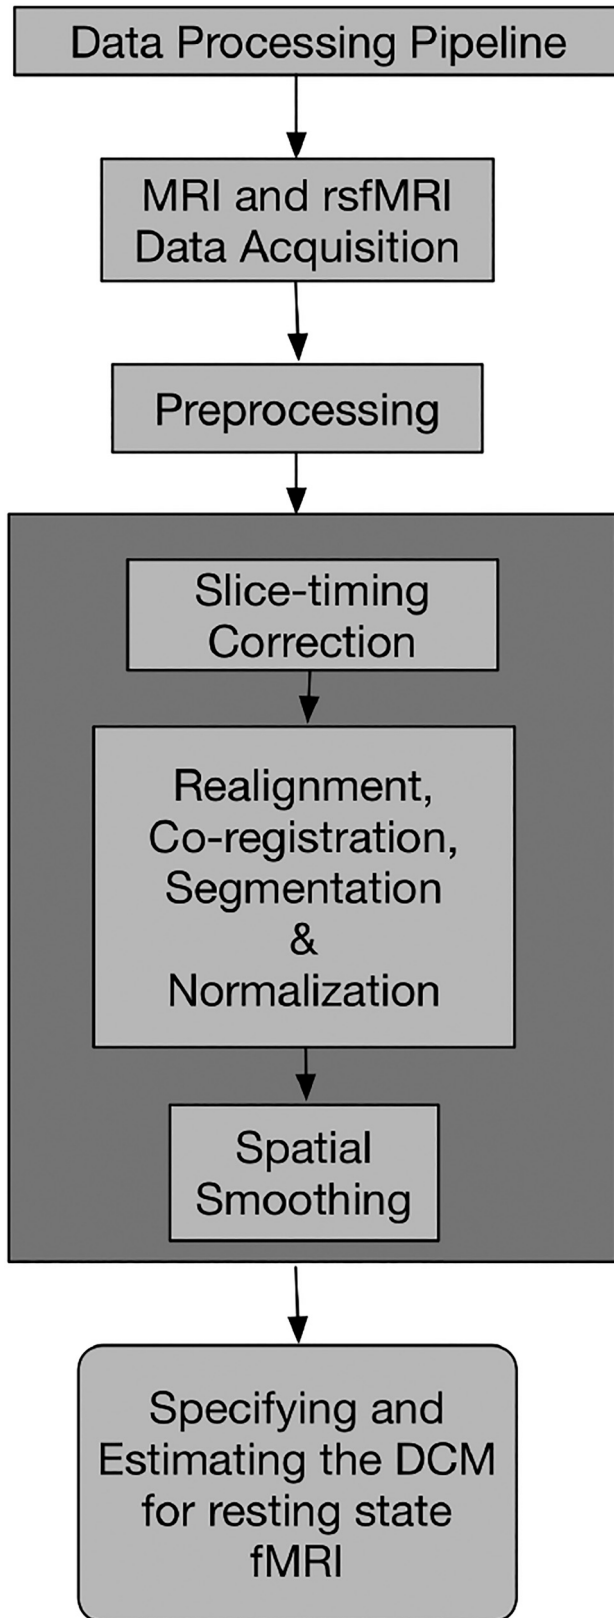 Data Processing Pipeline
MRI and rsfMRI
Data Acquisition
Preprocessing
Slice-timing
Correction
Realignment,
Co-registration,
Segmentation
&
Normalization
Spatial
Smoothing
Specifying and
Estimating the DCM
for resting state
fMRI